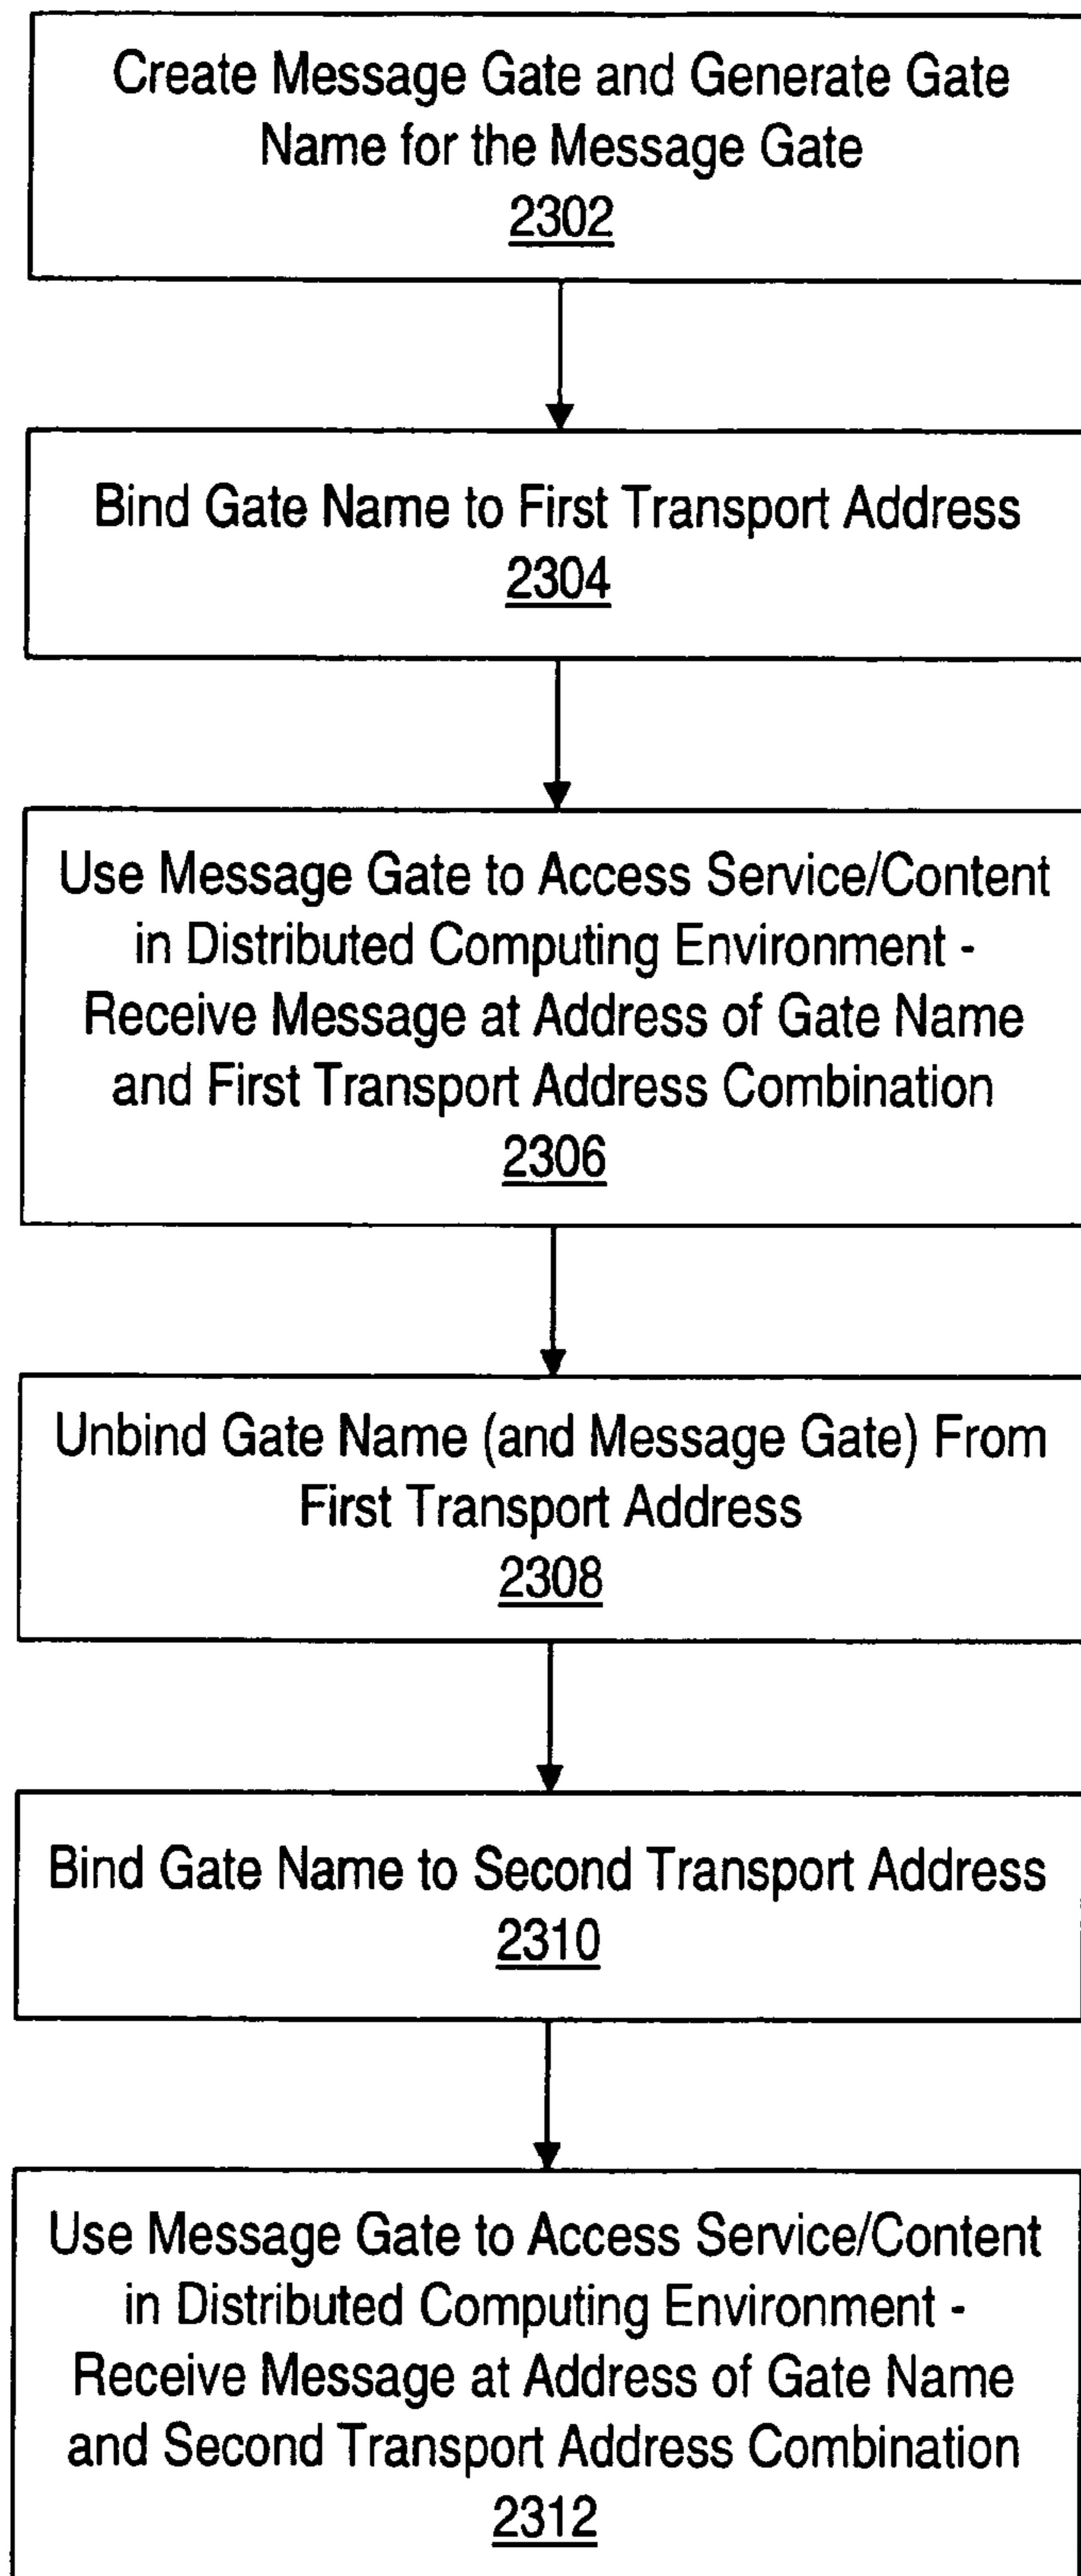 Create Message Gate and Generate Gate
Name for the Message Gate
2302
Bind Gate Name to First Transport Address
2304
Use Message Gate to Access Service/Content
in Distributed Computing Environment -
Receive Message at Address of Gate Name
and First Transport Address Combination
2306
Unbind Gate Name (and Message Gate) From
First Transport Address
2308
Bind Gate Name to Second Transport Address
2310
Use Message Gate to Access Service/Content
in Distributed Computing Environment -
Receive Message at Address of Gate Name
and Second Transport Address Combination
2312